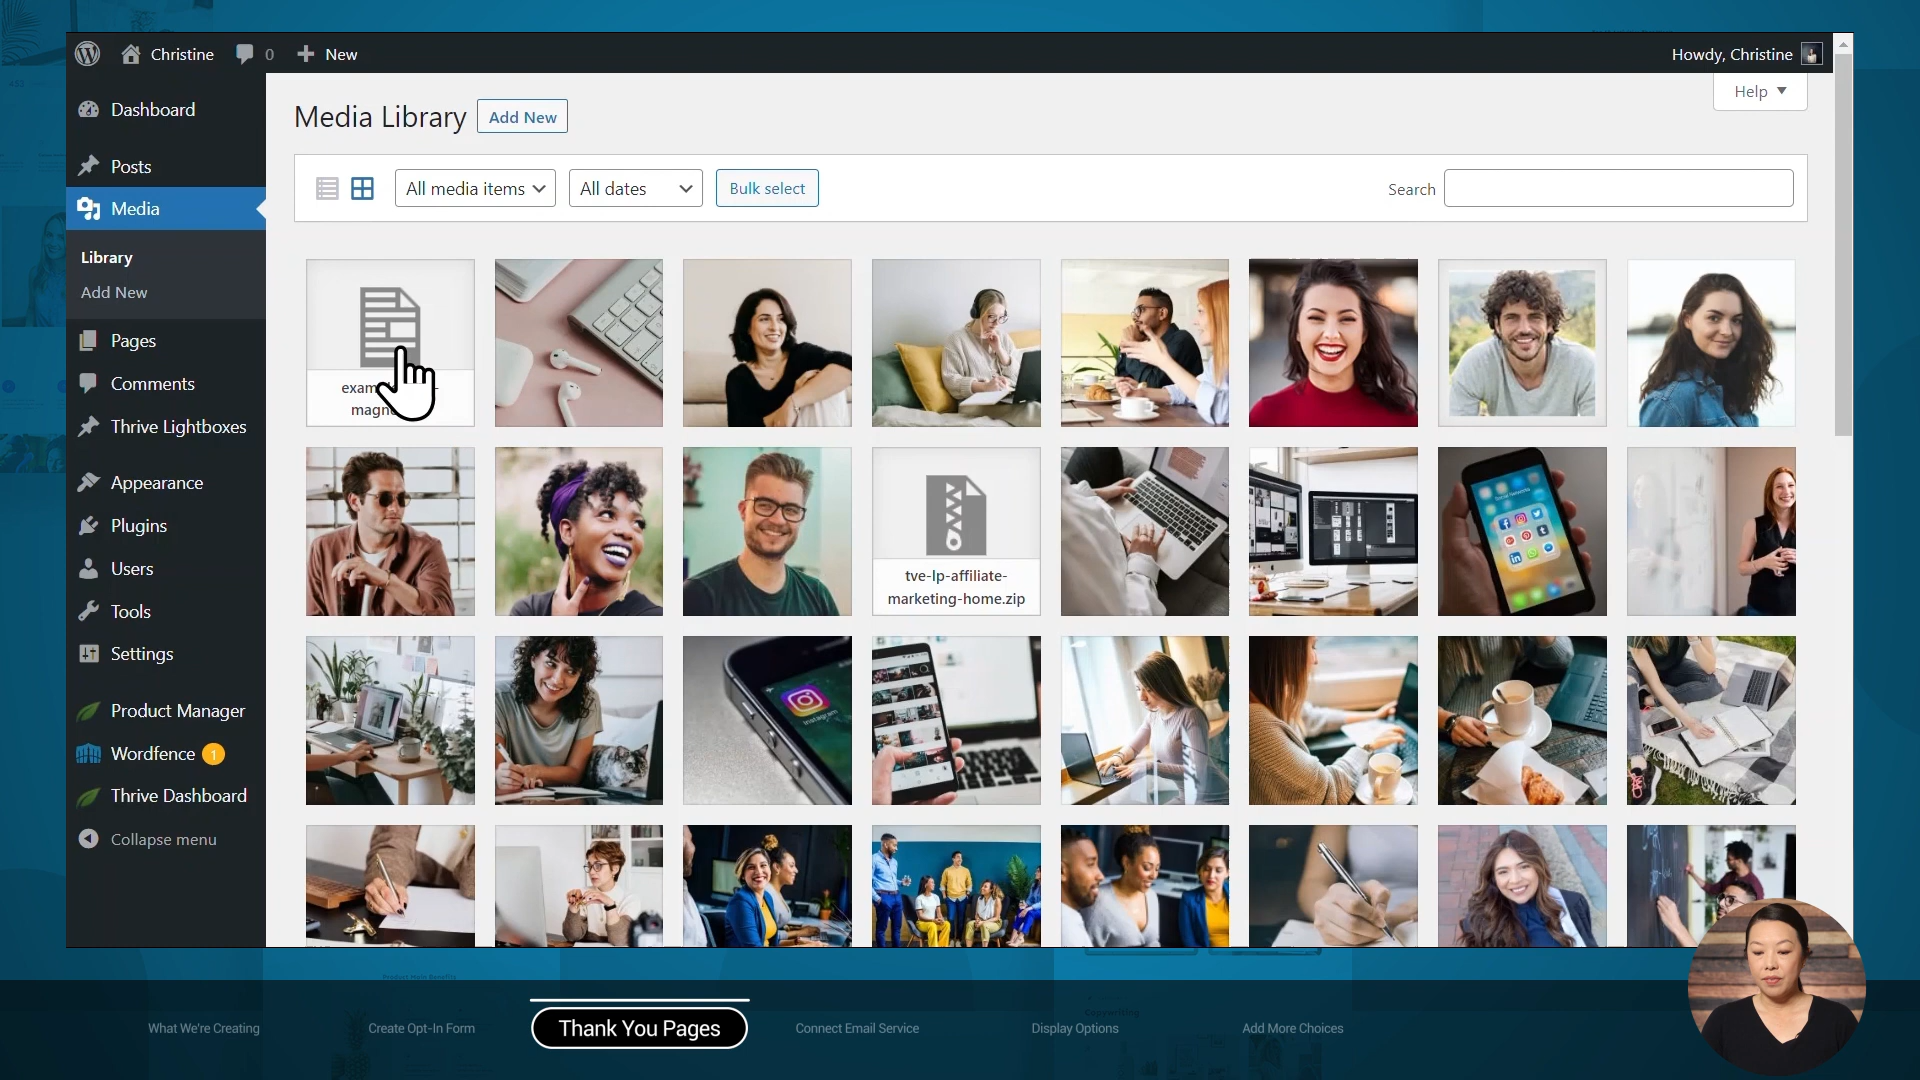 Christine
0
New
Howdy, Christine
Dashboard
Posts
Media
Library
Add New
Pages
Comments
Thrive Lightboxes
Appearance
Plugins
Users
Tools
Settings
Product Manager
Wordfence 1
Thrive Dashboard
Collapse menu
Help
Media Library
Add New
All media items
All dates
Bulk select
Search
tve-lp-affiliate-
marketing-home.zip
What We're Creating
Create Opt-In Form
Thank You Pages
Connect Email Service
Display Options
Add More Choices